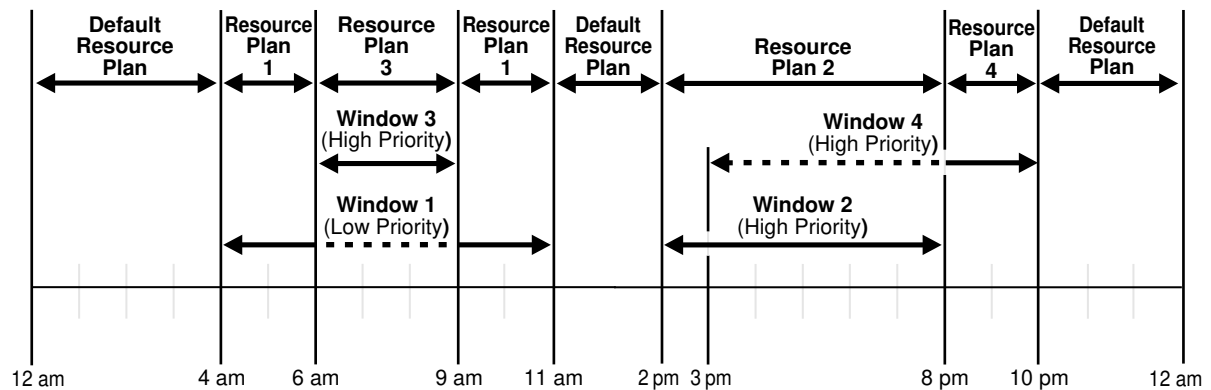 Default
Resource
Plan
Resource
Plan
1
Resource
Plan
3
Resource
Plan
1
Default
Resource
Plan
Resource
Plan 2
Resource
Plan
4
Default
Resource
Plan
Window 3
(High Priority)
Window 4
(High Priority)
Window 1
(Low Priority)
Window 2
(High Priority)
12 am
4 am
6 am
9 am
11 am
2 pm
3 pm
8 pm
10 pm
12 am